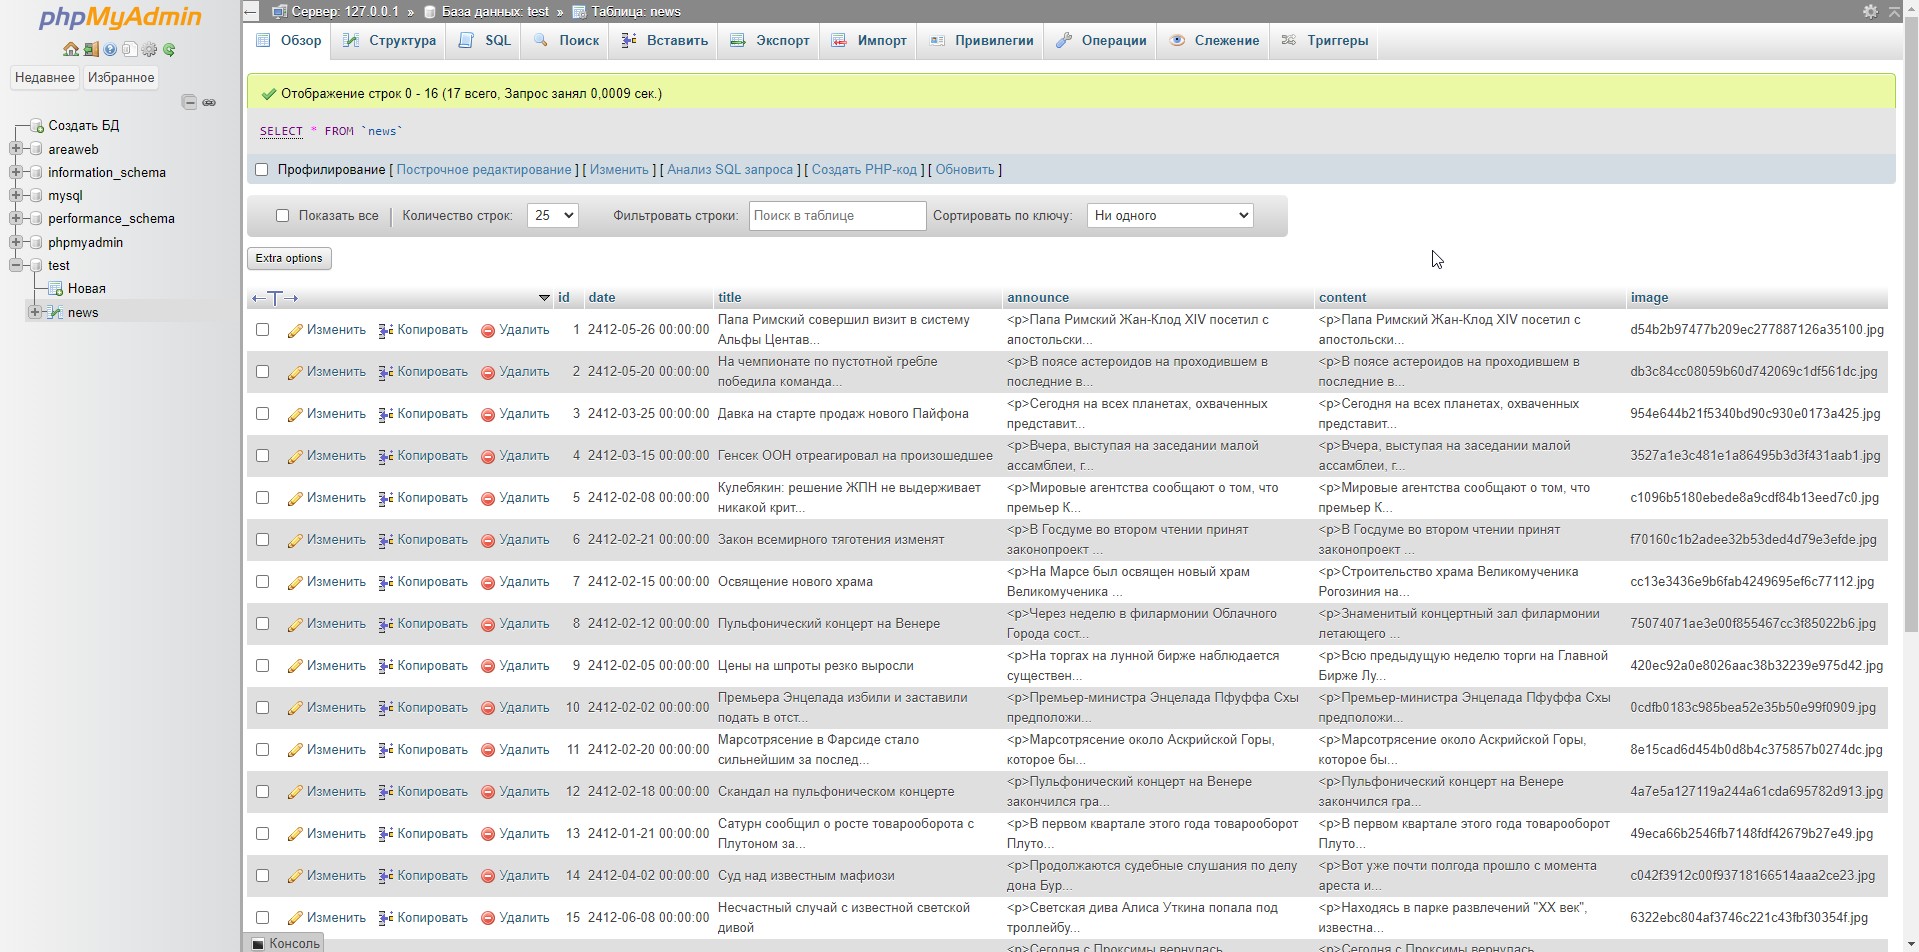 phpMyAdmin
Недавнее Избранное
Создать БД
areaweb
information_schema
mysql
performance_schema
phpmyadmin
test
Новая
news
Сервер: 127.0.0.1 » База данных: test » Таблица: news
Обзор Структура SQL Поиск Вставить Экспорт Импорт Привилегии Операции Слежение Триггеры
Отображение строк 0 - 16 (17 всего, Запрос занял 0,0009 сек.)
SELECT * FROM `news`
Профилирование [ Построчное редактирование ] [ Изменить ] [ Анализ SQL запроса ] [ Создать PHP-код ] [ Обновить ]
Показать все Количество строк: 25 Фильтровать строки: Поиск в таблице Сортировать по ключу: Ни одного
Extra options
←T→ id date title announce content image
Изменить Копировать Удалить 1 2412-05-26 00:00:00 Папа Римский совершил визит в систему Альфы Центав... <p>Папа Римский Жан-Клод XIV посетил с апостольски... <p>Папа Римский Жан-Клод XIV посетил с апостольски... d54b2b97477b209ec277887126a35100.jpg
Изменить Копировать Удалить 2 2412-05-20 00:00:00 На чемпионате по пустотной гребле победила команда... <p>В поясе астероидов на проходившем в последние в... <p>В поясе астероидов на проходившем в последние в... db3c84cc08059b60d742069c1df561dc.jpg
Изменить Копировать Удалить 3 2412-03-25 00:00:00 Давка на старте продаж нового Пайфона <p>Сегодня на всех планетах, охваченных представит... <p>Сегодня на всех планетах, охваченных представит... 954e644b21f5340bd90c930e0173a425.jpg
Изменить Копировать Удалить 4 2412-03-15 00:00:00 Генсек ООН отреагировал на произошедшее <p>Вчера, выступая на заседании малой ассамблеи, г... <p>Вчера, выступая на заседании малой ассамблеи, г... 3527a1e3c481e1a86495b3d3f431aab1.jpg
Изменить Копировать Удалить 5 2412-02-08 00:00:00 Кулебякин: решение ЖПН не выдерживает никакой крит... <p>Мировые агентства сообщают о том, что премьер К... <p>Мировые агентства сообщают о том, что премьер К... c1096b5180ebede8a9cdf84b13eed7c0.jpg
Изменить Копировать Удалить 6 2412-02-21 00:00:00 Закон всемирного тяготения изменят <p>В Госдуме во втором чтении принят законопроект ... <p>В Госдуме во втором чтении принят законопроект ... f70160c1b2adee32b53ded4d79e3efde.jpg
Изменить Копировать Удалить 7 2412-02-15 00:00:00 Освящение нового храма <p>На Марсе был освящен новый храм Великомученика ... <p>Строительство храма Великомученика Рогозиния на... cc13e3436e9b6fab4249695ef6c77112.jpg
Изменить Копировать Удалить 8 2412-02-12 00:00:00 Пульфонический концерт на Венере <p>Через неделю в филармонии Облачного Города сост... <p>Знаменитый концертный зал филармонии летающего ... 75074071ae3e00f855467cc3f85022b6.jpg
Изменить Копировать Удалить 9 2412-02-05 00:00:00 Цены на шпроты резко выросли <p>На торгах на лунной бирже наблюдается существен... <p>Всю предыдущую неделю торги на Главной Бирже Лу... 420ec92a0e8026aac38b32239e975d42.jpg
Изменить Копировать Удалить 10 2412-02-02 00:00:00 Премьера Энцелада избили и заставили подать в отст... <p>Премьер-министра Энцелада Пфуффа Схы предположи... <p>Премьер-министра Энцелада Пфуффа Схы предположи... 0cdfb0183c985bea52e35b50e99f0909.jpg
Изменить Копировать Удалить 11 2412-02-20 00:00:00 Марсотрясение в Фарсиде стало сильнейшим за послед... <p>Марсотрясение около Аскрийской Горы, которое бы... <p>Марсотрясение около Аскрийской Горы, которое бы... 8e15cad6d454b0d8b4c375857b0274dc.jpg
Изменить Копировать Удалить 12 2412-02-18 00:00:00 Скандал на пульфоническом концерте <p>Пульфонический концерт на Венере закончился гра... <p>Пульфонический концерт на Венере закончился гра... 4a7e5a127119a244a61cda695782d913.jpg
Изменить Копировать Удалить 13 2412-01-21 00:00:00 Сатурн сообщил о росте товарооборота с Плутоном за... <p>В первом квартале этого года товарооборот Плуто... <p>В первом квартале этого года товарооборот Плуто... 49eca66b2546fb7148fdf42679b27e49.jpg
Изменить Копировать Удалить 14 2412-04-02 00:00:00 Суд над известным мафиози <p>Продолжаются судебные слушания по делу дона Бур... <p>Вот уже почти полгода прошло с момента ареста и... c042f3912c00f93718166514aaa2ce23.jpg
Изменить Копировать Удалить 15 2412-06-08 00:00:00 Несчастный случай с известной светской дивой <p>Светская дива Алиса Уткина попала под троллейбу... <p>Находясь в парке развлечений "XX век", известна... 6322ebc804af3746c221c43fbf30354f.jpg
<p>Сегодня с Проксимы вернулась <p>Сегодня с Проксимы вернулась
Консоль